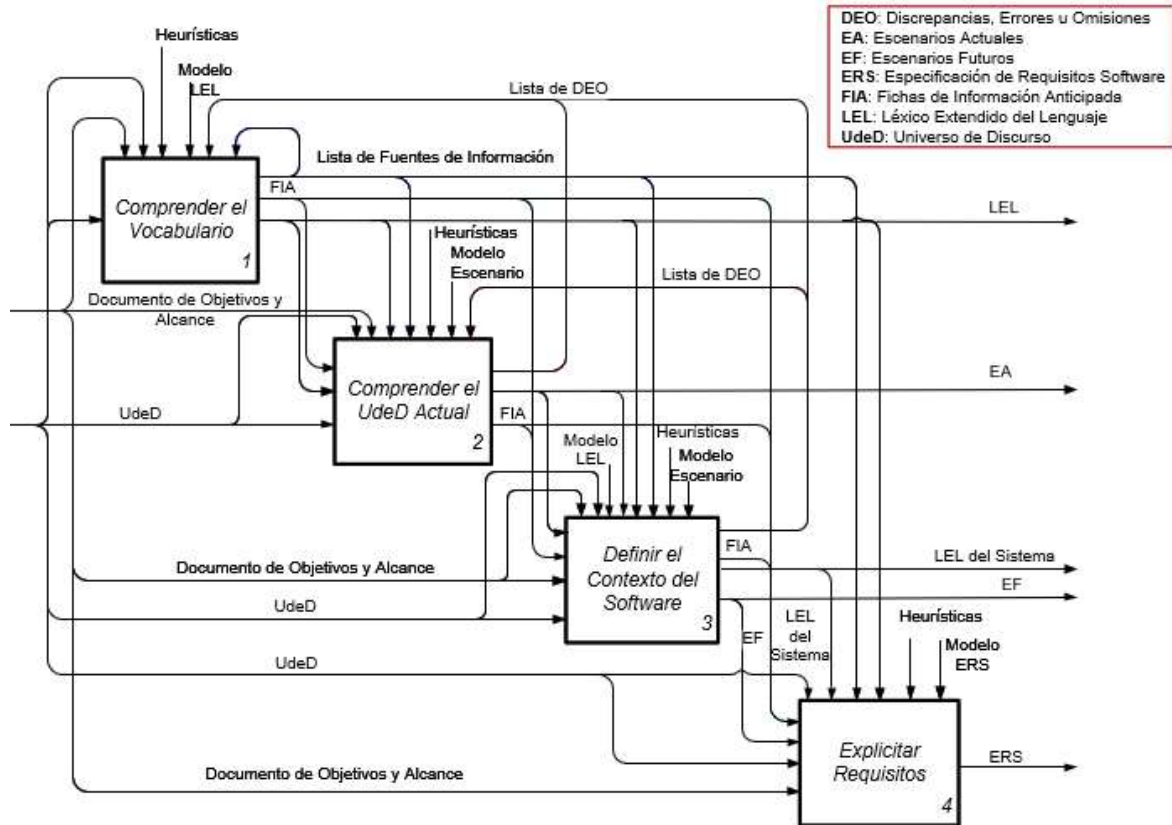 DEO: Discrepancias, Errores u Omisiones
EA: Escenarios Actuales
EF: Escenarios Futuros
ERS: Especificación de Requisitos Software
FIA: Fichas de Información Anticipada
LEL: Léxico Extendido del Lenguaje
UdeD: Universo de Discurso
Heurísticas
Modelo
LEL
Lista de DEO
Lista de Fuentes de Información
FIA
Comprender el
Vocabulario
1
LEL
Heurísticas
Modelo
Escenario
Lista de DEO
Documento de Objetivos y
Alcance
Comprender el
UdeD Actual
2
EA
UdeD
FIA
Modelo
LEL
Heurísticas
Modelo
Escenario
Documento de Objetivos y Alcance
Definir el
Contexto del
Software
3
FIA
LEL del Sistema
EF
UdeD
EF
LEL
del
Sistema
Heurísticas
Modelo
ERS
UdeD
Explicitar
Requisitos
4
ERS
Documento de Objetivos y Alcance